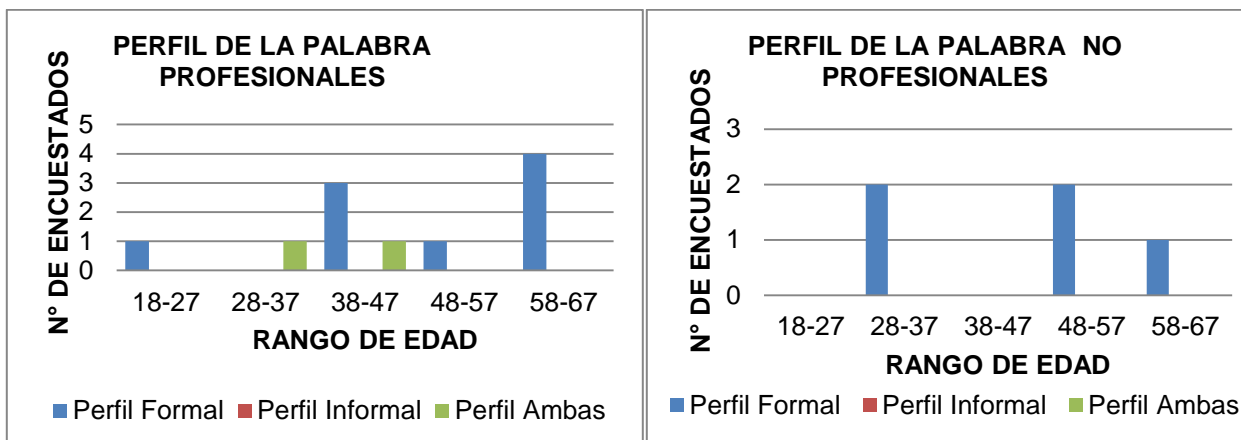 PERFIL DE LA PALABRA
PROFESIONALES
N° DE ENCUESTADOS
5
4
3
2
1
0
18-27 28-37 38-47 48-57 58-67
RANGO DE EDAD
Perfil Formal Perfil Informal Perfil Ambas
PERFIL DE LA PALABRA NO
PROFESIONALES
N° DE ENCUESTADOS
3
2
1
0
18-27 28-37 38-47 48-57 58-67
RANGO DE EDAD
Perfil Formal Perfil Informal Perfil Ambas